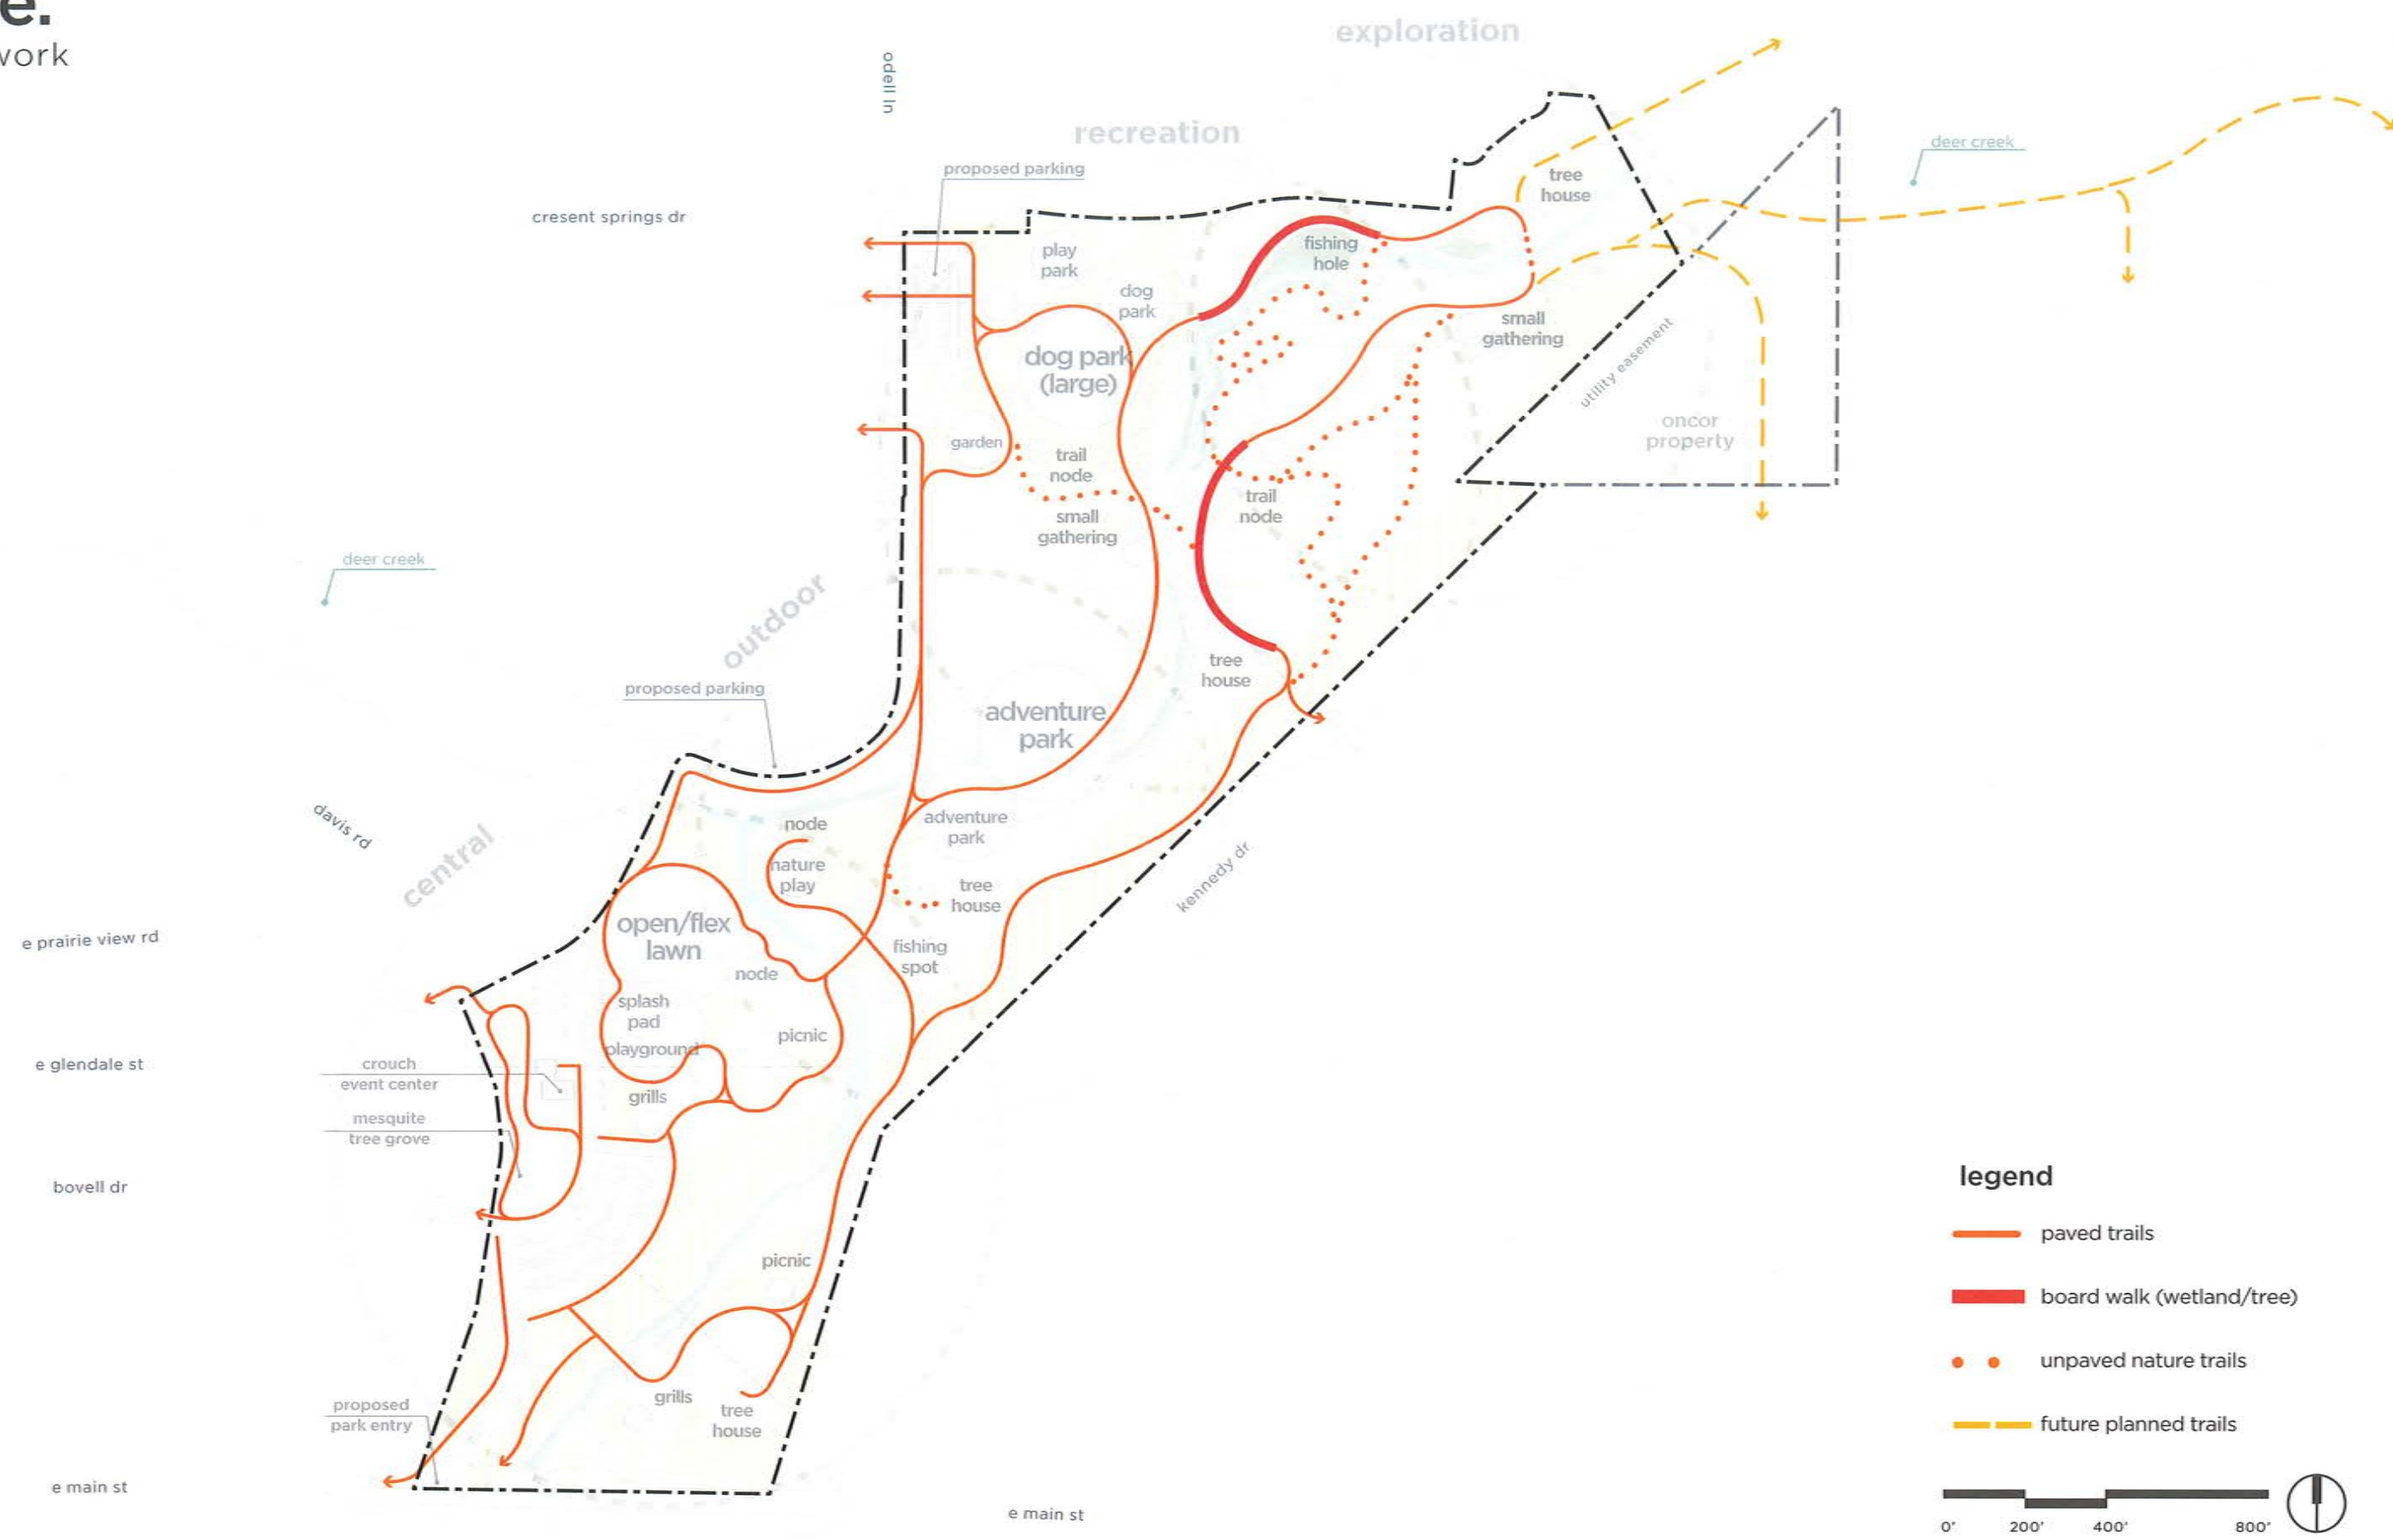 e.
work
exploration
odell ln
recreation
proposed parking
deer creek
tree
house
cresent springs dr
play
park
fishing
hole
dog
park
small
gathering
dog park
(large)
utility easement
oncor
property
garden
trail
node
trail
node
small
gathering
deer creek
outdoor
tree
house
proposed parking
adventure
park
davis rd
node
adventure
park
central
nature
play
tree
house
kennedy dr
open/flex
lawn
e prairie view rd
fishing
spot
node
splash
pad
picnic
playground
e glendale st
crouch
event center
grills
mesquite
tree grove
bovell dr
legend
paved trails
picnic
board walk (wetland/tree)
unpaved nature trails
grills
tree
house
proposed
park entry
future planned trails
e main st
e main st
0' 200' 400' 800'